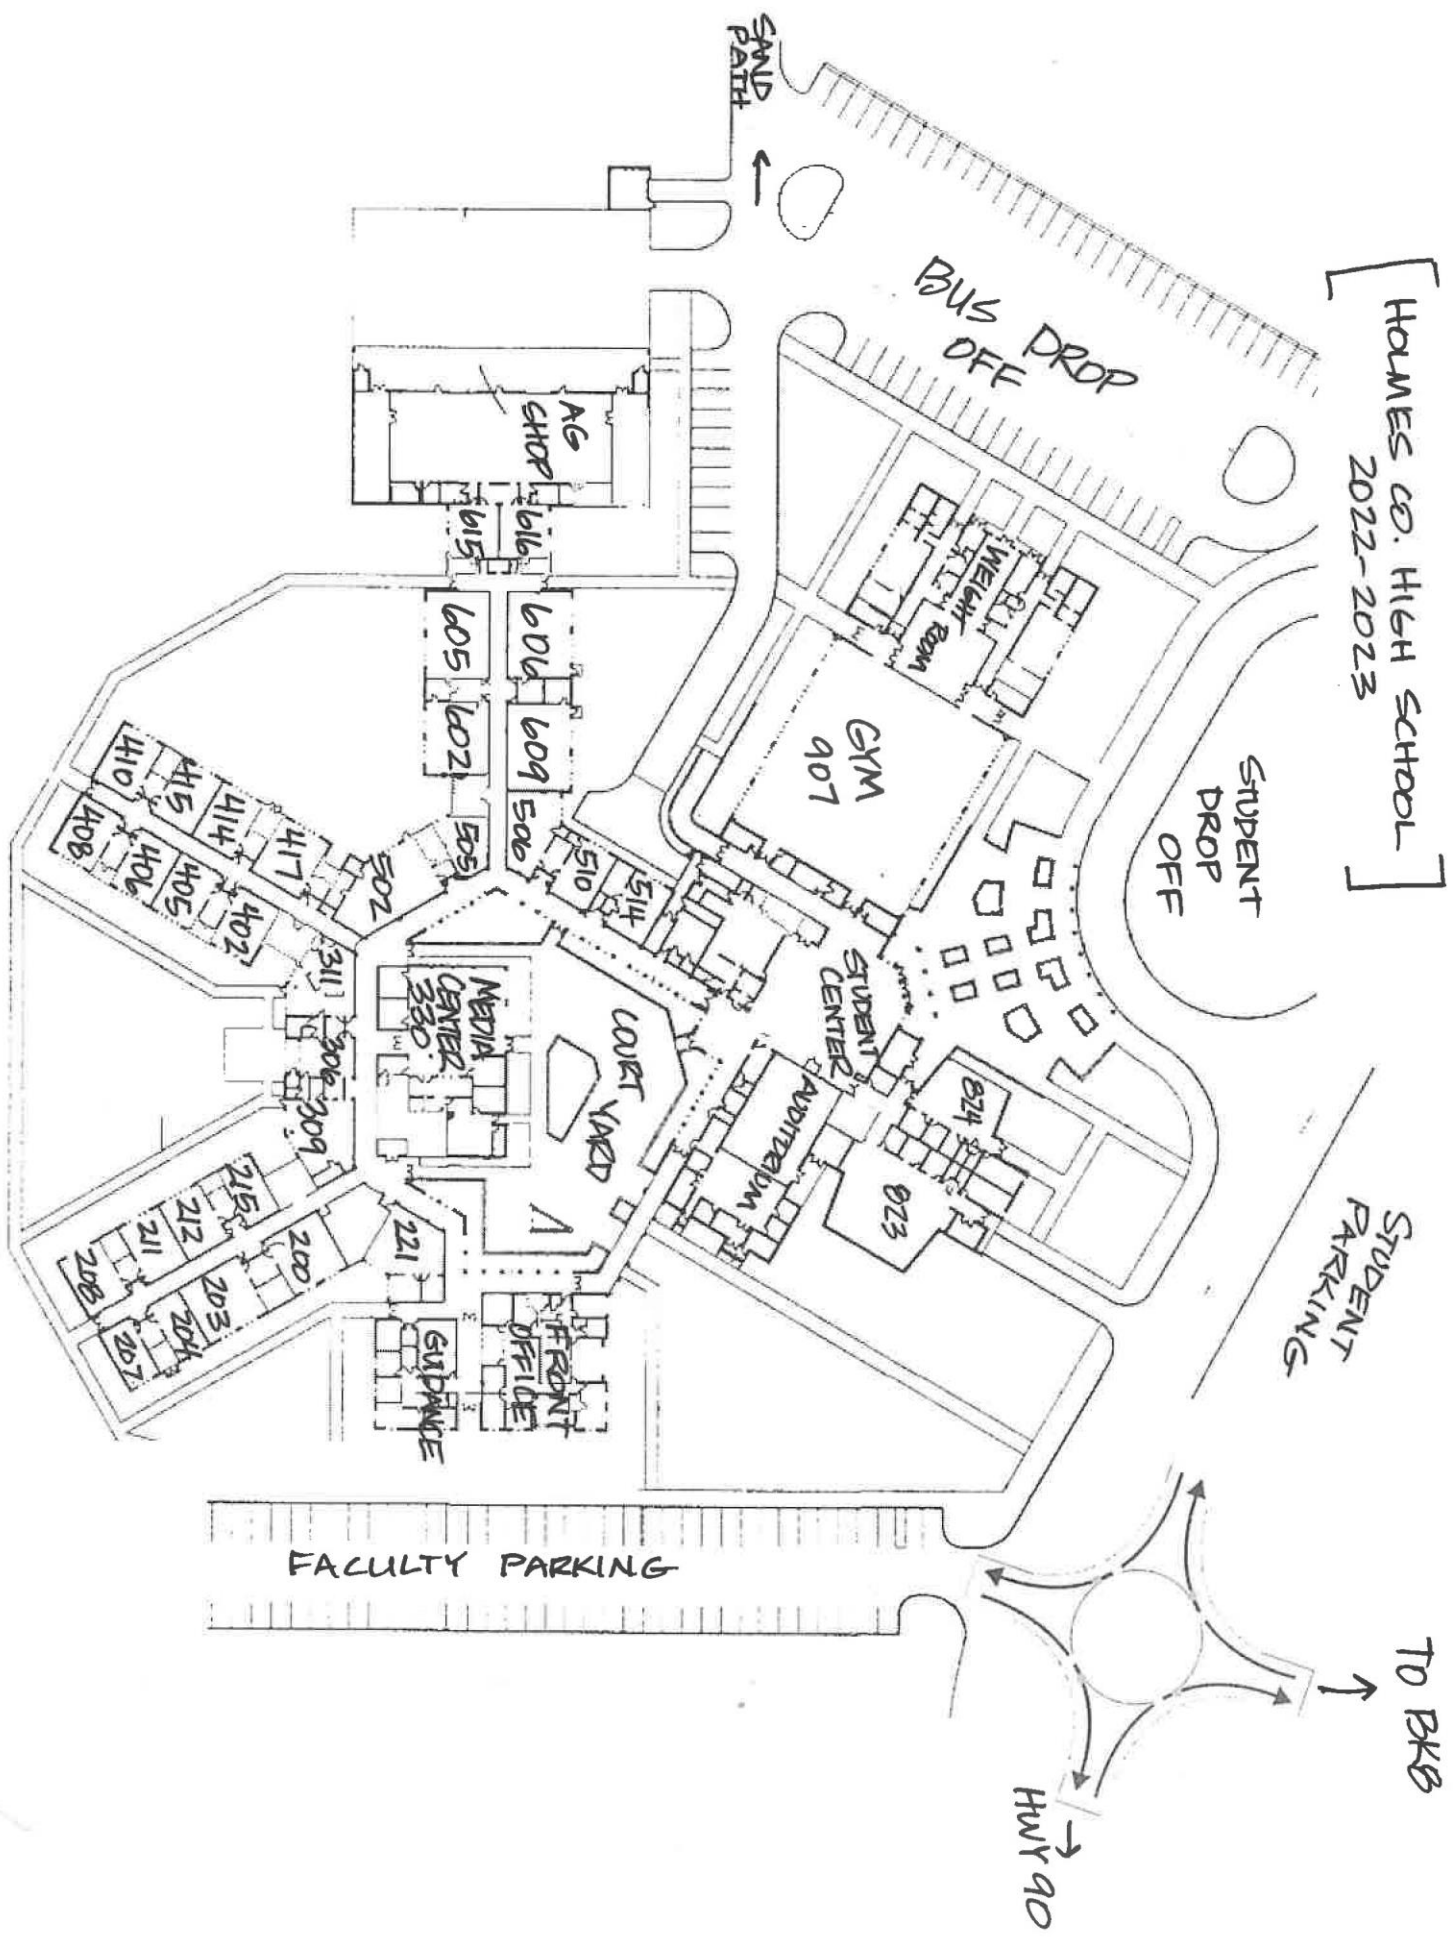 [HOLMES CO. HIGH SCHOOL]
2022-2023
SAND
PATH
BUS DROP
OFF
STUDENT
DROP
OFF
STUDENT
PARKING
TO BK8
HWY 90
WEIGHT
ROOM
GYM
907
STUDENT
CENTER
824
823
AUDITORIUM
AG
SHOP
616
615
606
605
609
602
506
505
510
514
502
417
414
415
410
408
406
405
402
311
306
309
MEDIA
CENTER
330
COURT YARD
215
212
211
208
200
203
204
207
221
GUIDANCE
FRONT
OFFICE
FACULTY PARKING